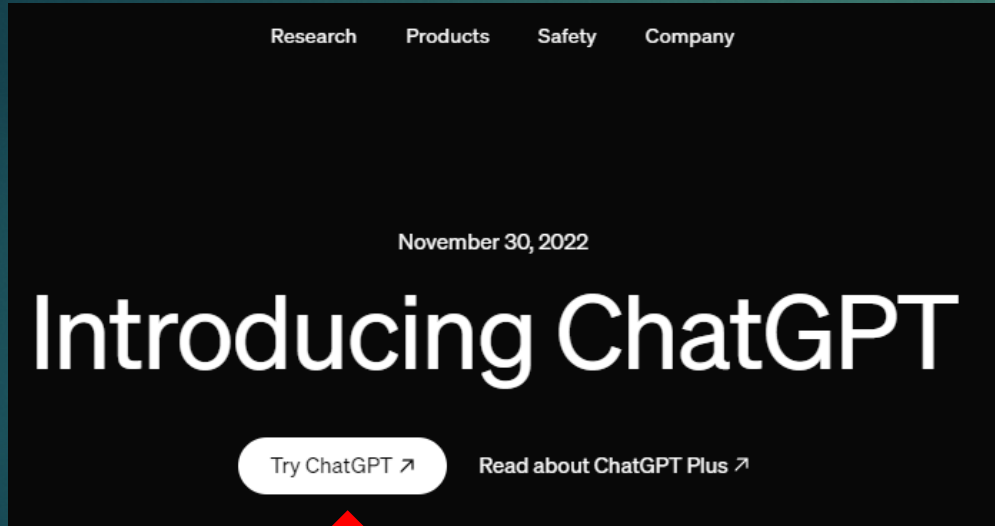 Research Products Safety Company
November 30, 2022
Introducing ChatGPT
Try ChatGPT ↗ Read about ChatGPT Plus ↗